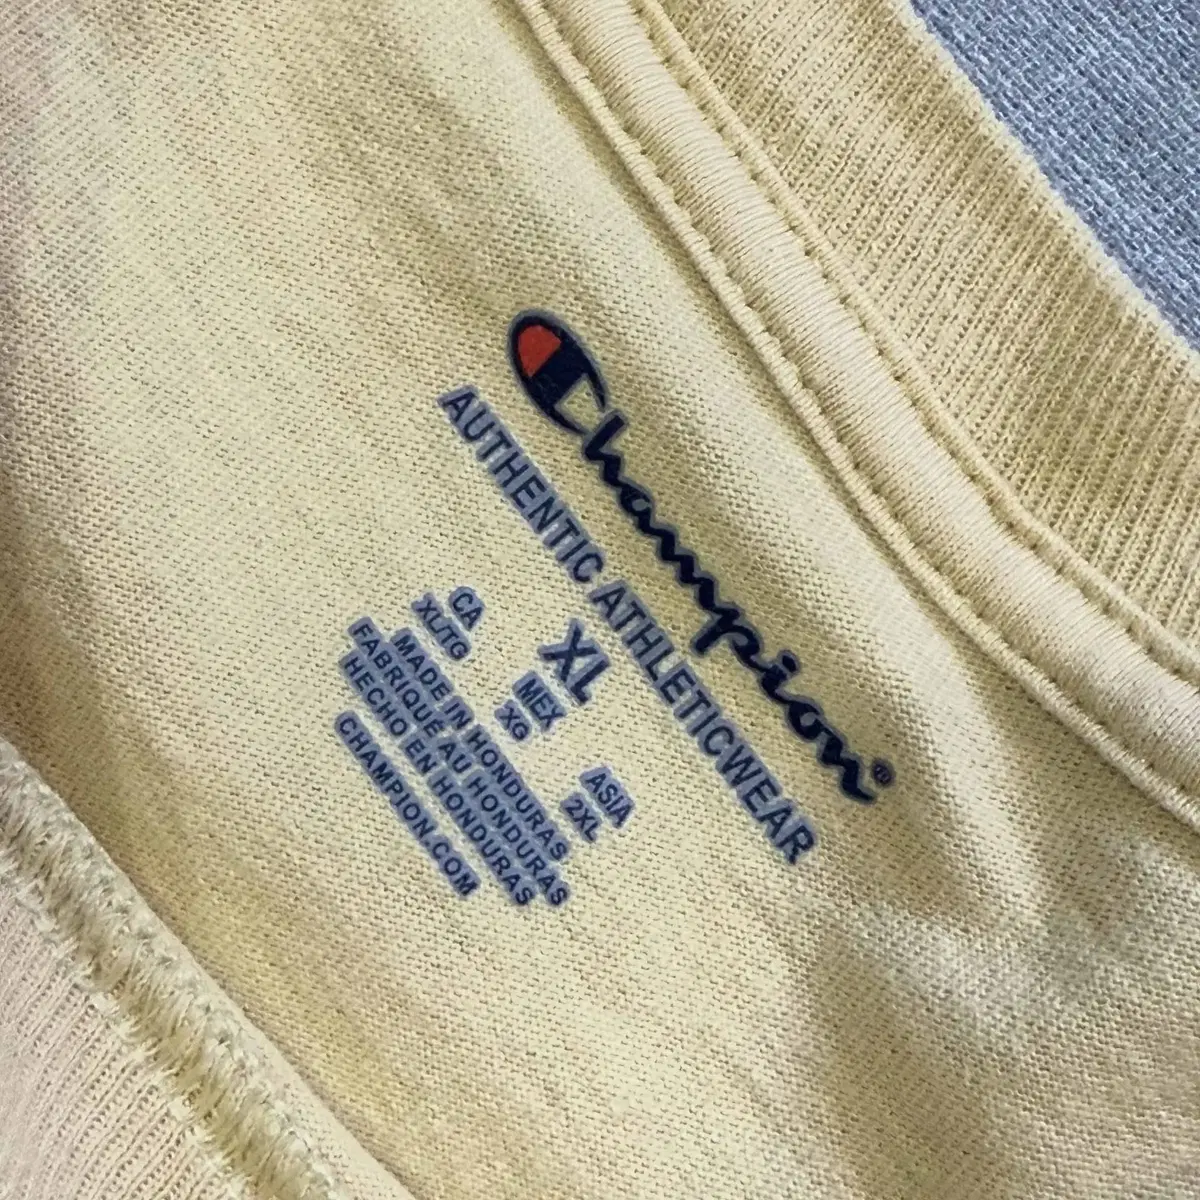 Champion®
AUTHENTIC ATHLETICWEAR
XL
CA MEX ASIA
XL/TG XG 2XL
MADE IN HONDURAS
FABRIQUÉ AU HONDURAS
HECHO EN HONDURAS
CHAMPION.COM